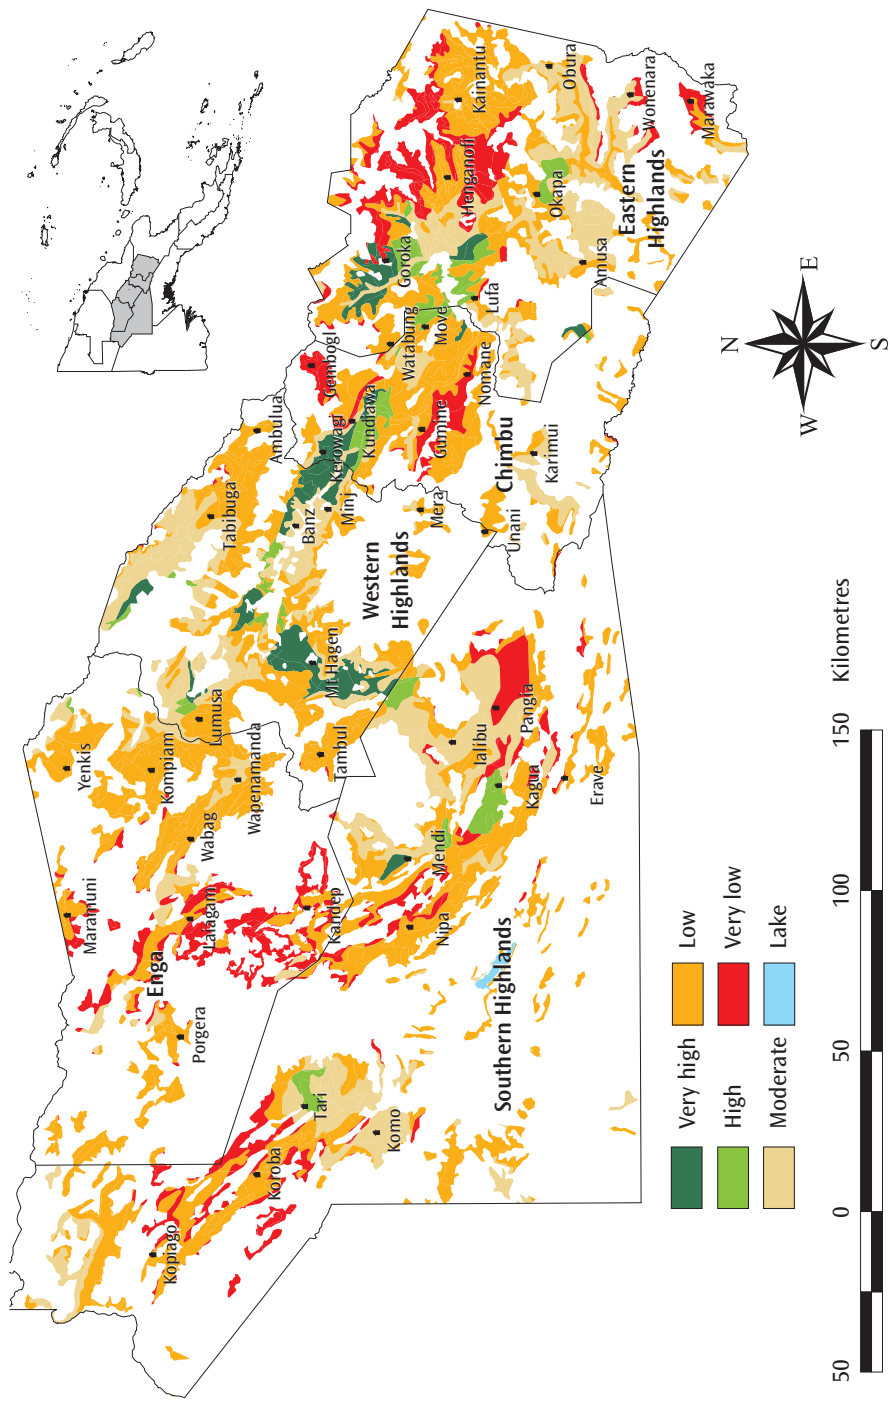 Maramuni
Yenkis
Kompiam
Laiagam
Wabag
Lumusa
Wapenamanda
Enga
Porgera
Kandep
Tambul
Kopiago
Koroba
Tari
Komo
Nipa
Mendi
Ialibu
Pangia
Kagua
Erave
Southern Highlands
Tabibuga
Ambulua
Banz
Minj
Mt Hagen
Western
Highlands
Mera
Unani
Gembogl
Kerowagi
Kundiawa
Gumine
Nomane
Chimbu
Karimui
Watabung
Move
Goroka
Lufa
Henganofi
Kainantu
Obura
Okapa
Wonenara
Marawaka
Amusa
Eastern
Highlands
Very high
High
Moderate
Low
Very low
Lake
50 0 50 100 150
Kilometres
N
W E
S